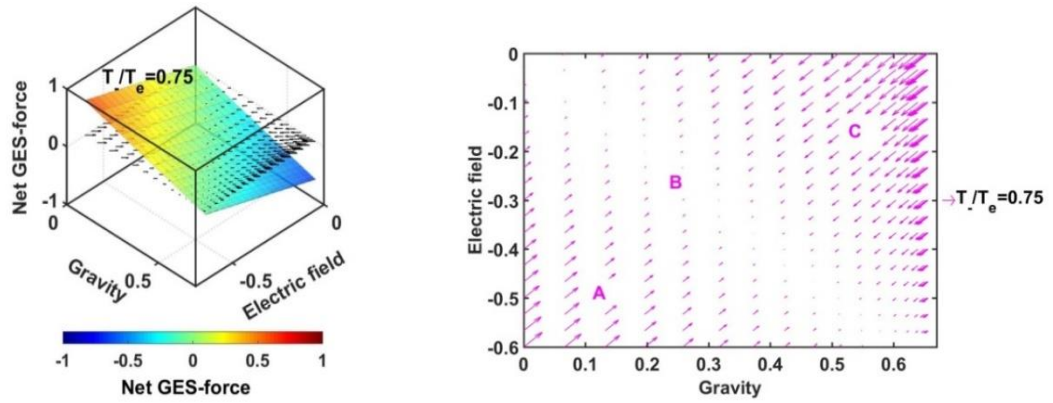 T_/Tₑ=0.75
Net GES-force
1
0
-1
0
0.5
Gravity
-0.5
0
Electric field
-1
-0.5
0
0.5
1
Net GES-force
0
-0.1
-0.2
-0.3
-0.4
-0.5
-0.6
Electric field
A
B
C
0
0.1
0.2
0.3
0.4
0.5
0.6
Gravity
T_/Tₑ=0.75